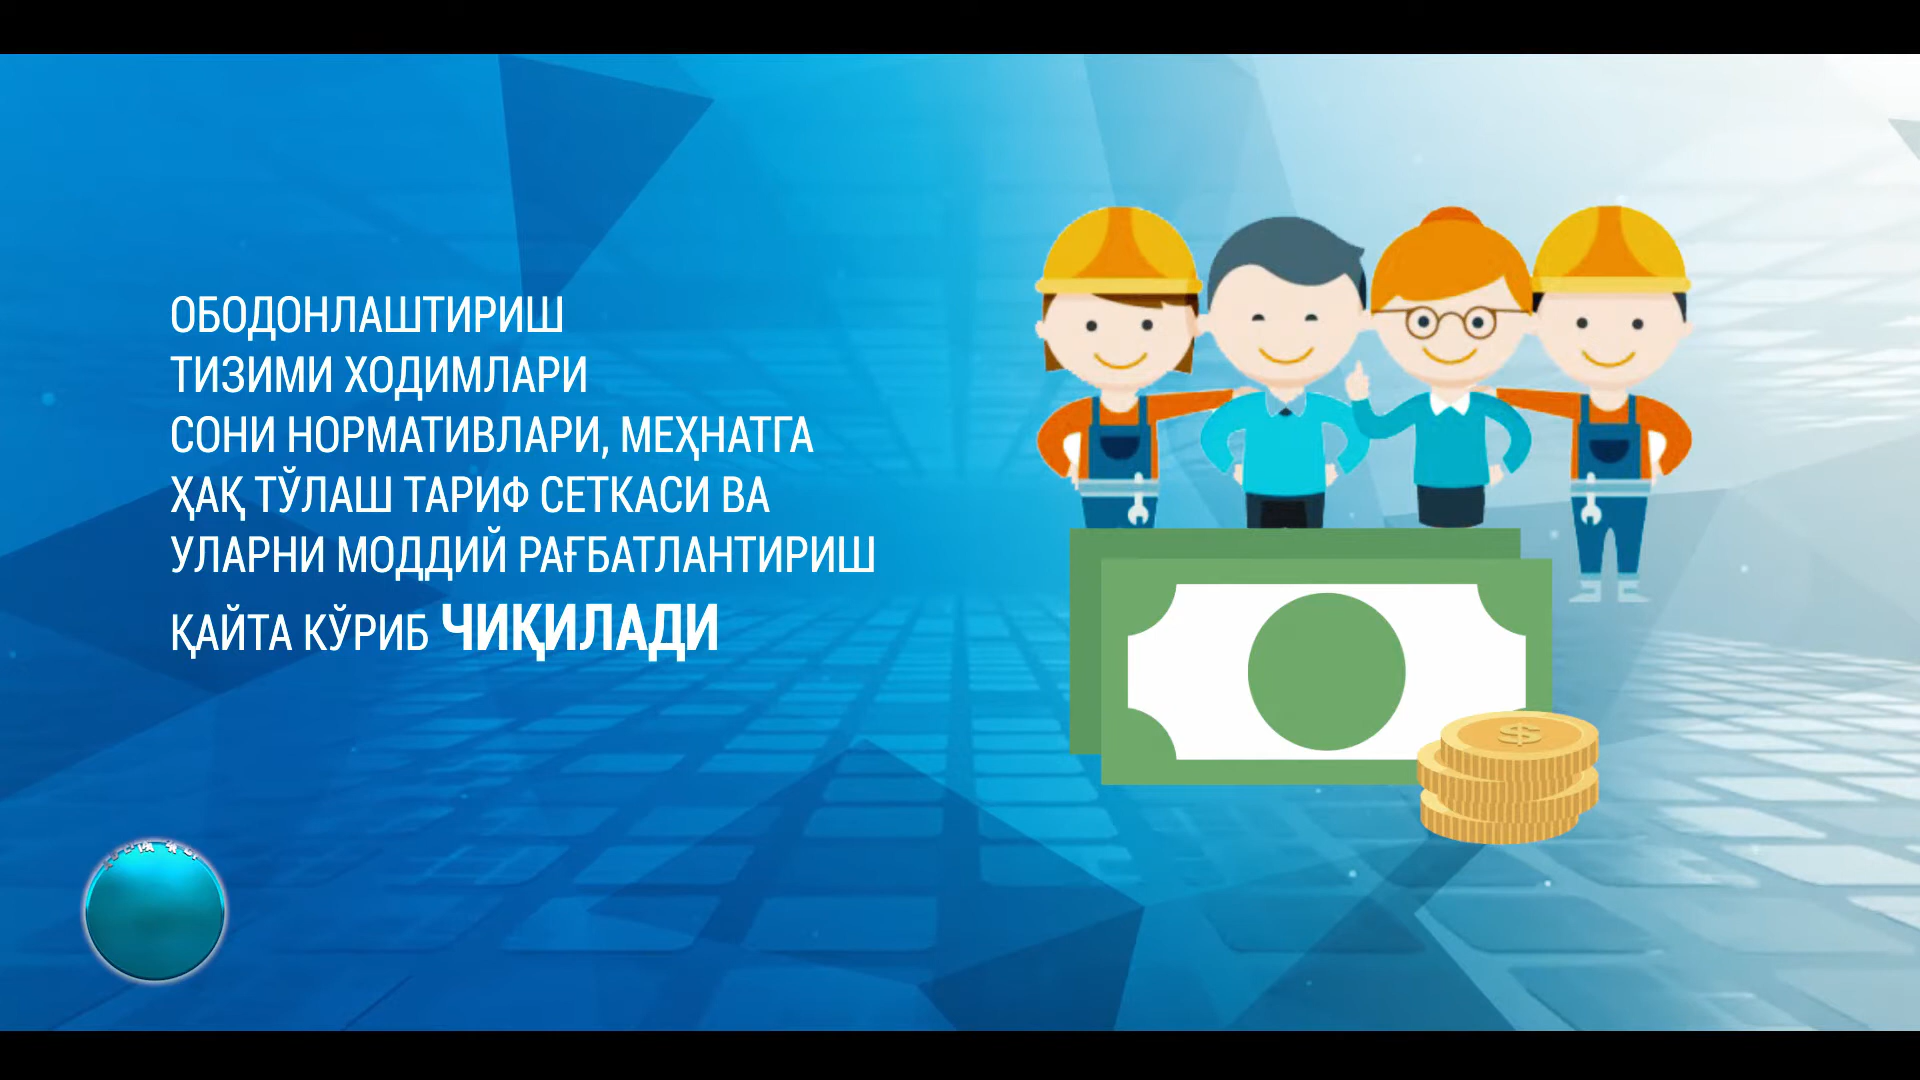 ОБОДОНЛАШТИРИШ
ТИЗИМИ ХОДИМЛАРИ
СОНИ НОРМАТИВЛАРИ, МЕҲНАТГА
ҲАҚ ТЎЛАШ ТАРИФ СЕТКАСИ ВА
УЛАРНИ МОДДИЙ РАҒБАТЛАНТИРИШ
ҚАЙТА КЎРИБ ЧИҚИЛАДИ